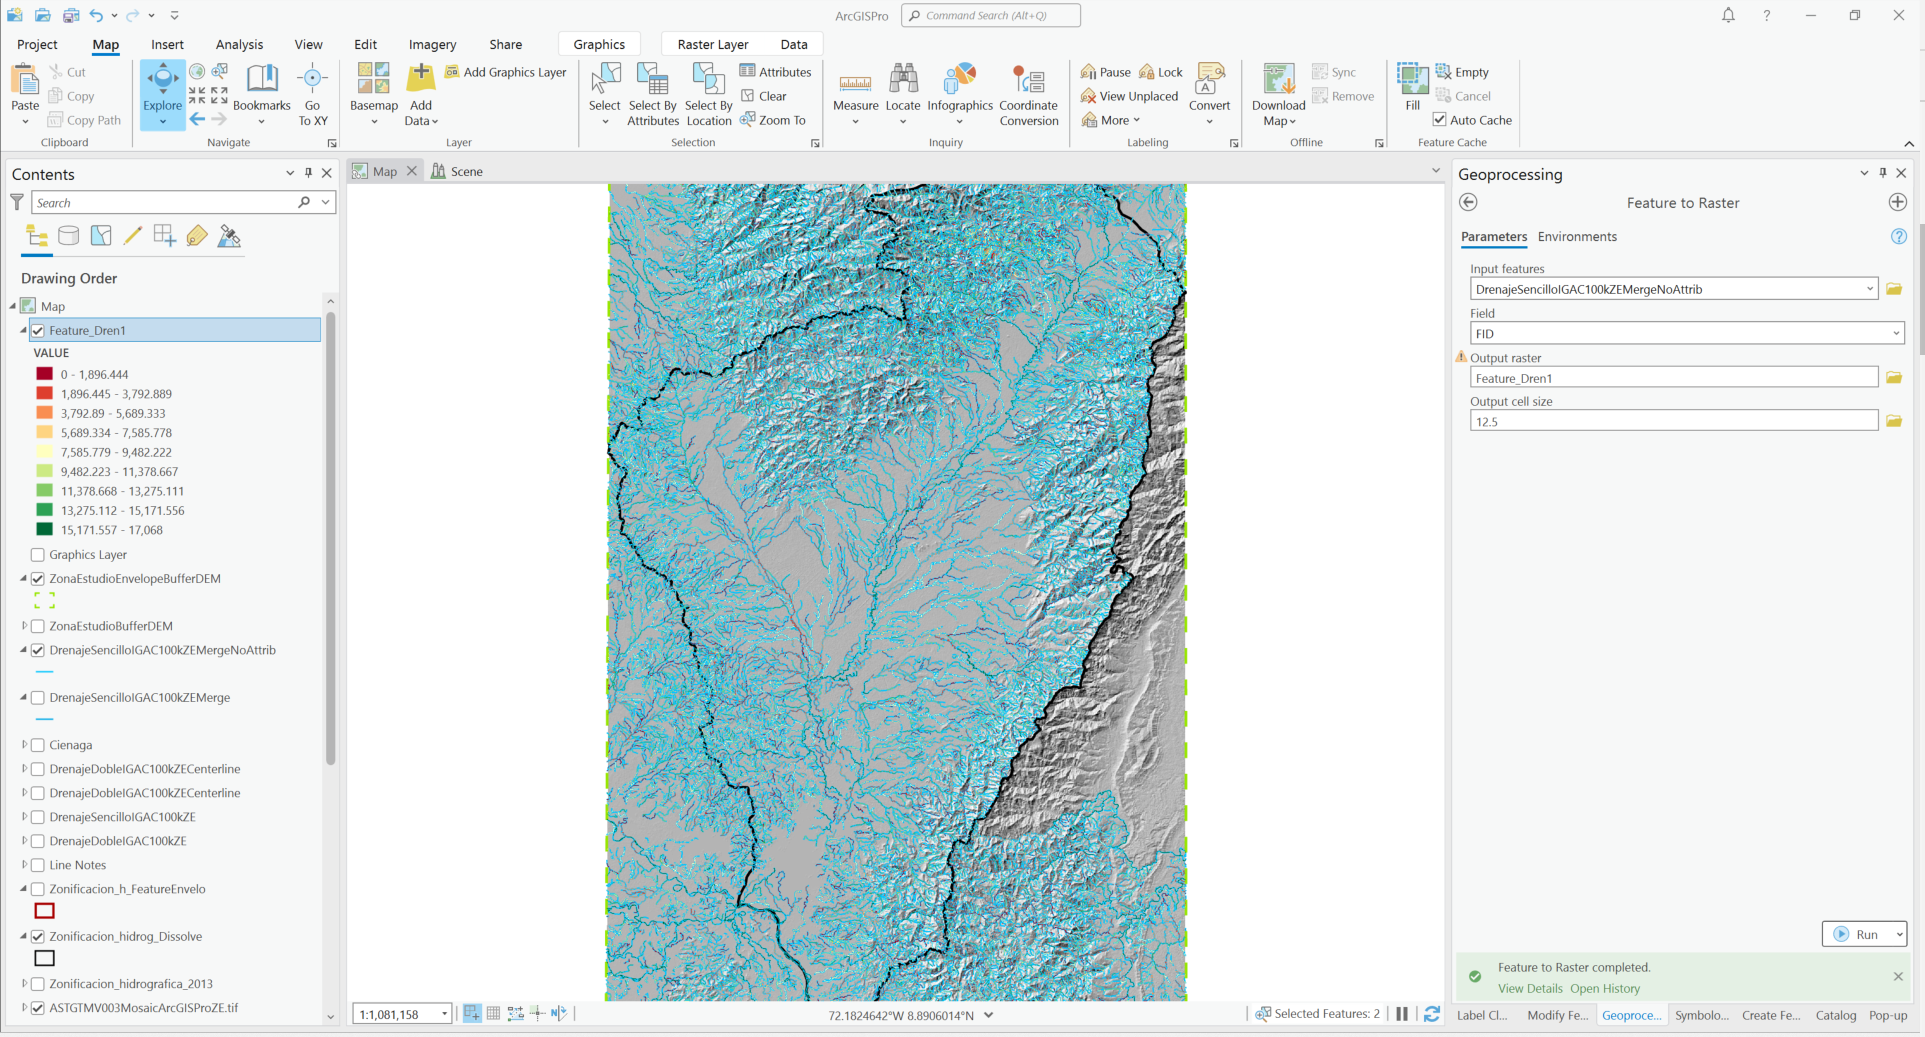 ArcGISPro
Command Search (Alt+Q)
Project
Map
Insert
Analysis
View
Edit
Imagery
Share
Graphics
Raster Layer
Data
Paste
Cut
Copy
Copy Path
Clipboard
Explore
Bookmarks
Go
To XY
Navigate
Basemap
Add
Data
Add Graphics Layer
Layer
Select
Select By
Attributes
Select By
Location
Attributes
Clear
Zoom To
Selection
Measure
Locate
Infographics
Coordinate
Conversion
Inquiry
Pause
Lock
View Unplaced
More
Convert
Labeling
Download
Map
Sync
Remove
Offline
Fill
Empty
Cancel
Auto Cache
Feature Cache
Contents
Search
Drawing Order
Map
Feature_Dren1
VALUE
0 - 1,896.444
1,896.445 - 3,792.889
3,792.89 - 5,689.333
5,689.334 - 7,585.778
7,585.779 - 9,482.222
9,482.223 - 11,378.667
11,378.668 - 13,275.111
13,275.112 - 15,171.556
15,171.557 - 17,068
Graphics Layer
ZonaEstudioEnvelopeBufferDEM
ZonaEstudioBufferDEM
DrenajeSencilloIGAC100kZEMergeNoAttrib
DrenajeSencilloIGAC100kZEMerge
Cienaga
DrenajeDobleIGAC100kZECenterline
DrenajeDobleIGAC100kZECenterline
DrenajeSencilloIGAC100kZE
DrenajeDobleIGAC100kZE
Line Notes
Zonificacion_h_FeatureEnvelo
Zonificacion_hidrog_Dissolve
Zonificacion_hidrografica_2013
ASTGTMV003MosaicArcGISProZE.tif
Map
Scene
1:1,081,158
72.1824642°W 8.8906014°N
Selected Features: 2
Geoprocessing
Feature to Raster
Parameters
Environments
Input features
DrenajeSencilloIGAC100kZEMergeNoAttrib
Field
FID
Output raster
Feature_Dren1
Output cell size
12.5
Run
Feature to Raster completed.
View Details
Open History
Label Cl...
Modify Fe...
Geoproce...
Symbolo...
Create Fe...
Catalog
Pop-up